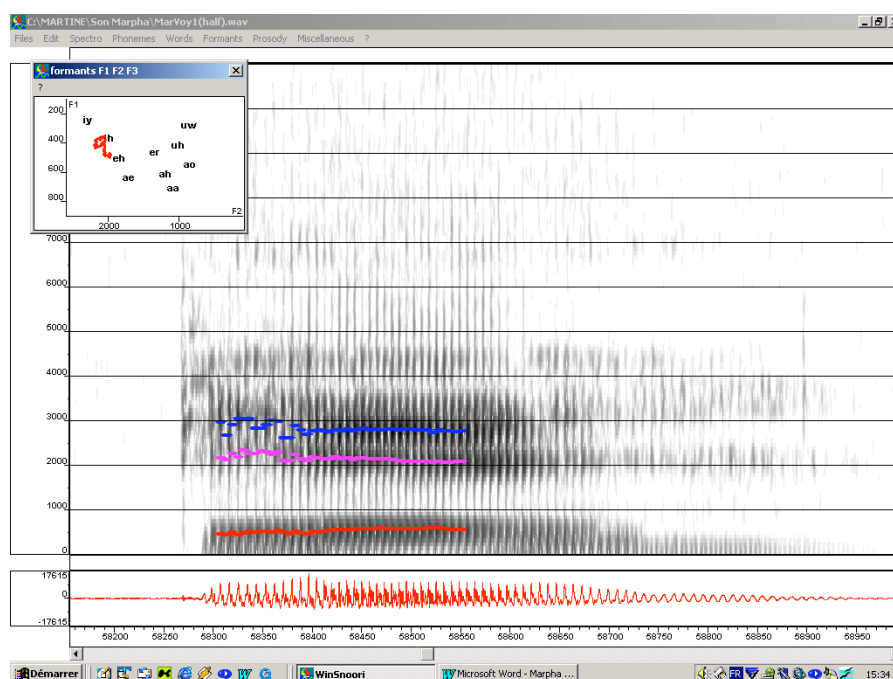 C:\MARTINE\Son Marpha\MarVoy1(half).wav
Files Edit Spectro Phonemes Words Formants Prosody Miscellaneous ?
formants F1 F2 F3
?
F1
200
iy
uw
400
ih
uh
er
eh
ao
600
ae
ah
aa
800
F2
2000 1000
7000
6000
5000
4000
3000
2000
1000
0
17615
0
-17615
58200 58250 58300 58350 58400 58450 58500 58550 58600 58650 58700 58750 58800 58850 58900 58950
Démarrer WinSnoori Microsoft Word - Marpha ... FR 15:34